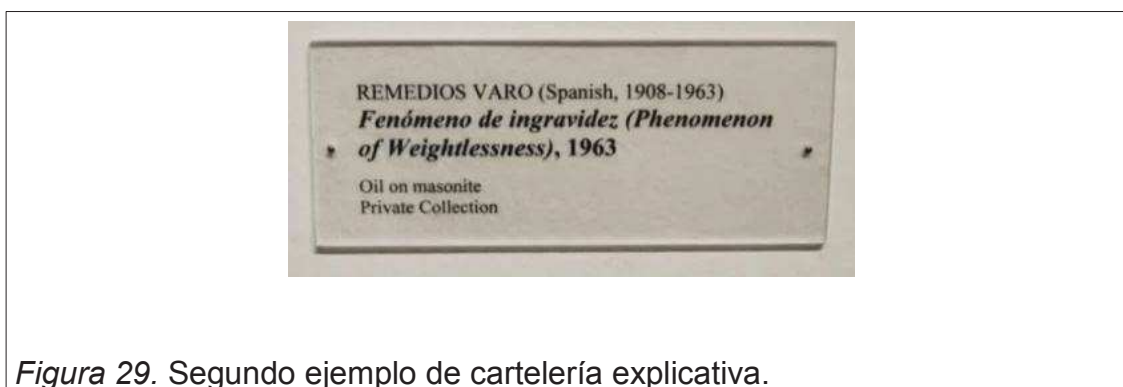 REMEDIOS VARO (Spanish, 1908-1963)
Fenómeno de ingravidez (Phenomenon
of Weightlessness), 1963
Oil on masonite
Private Collection
Figura 29. Segundo ejemplo de cartelería explicativa.